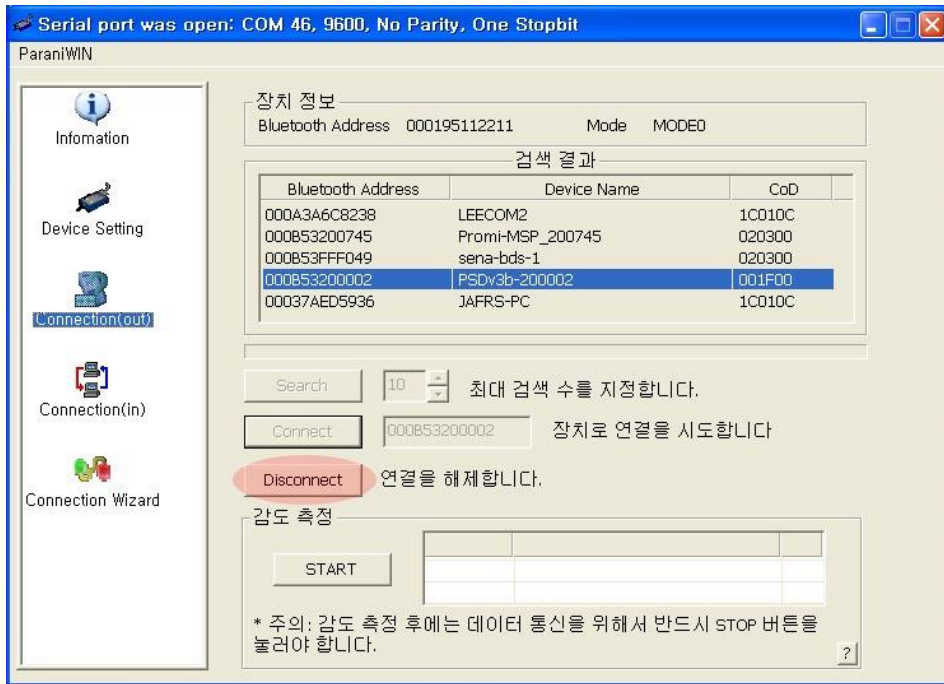 Serial port was open: COM 46, 9600, No Parity, One Stopbit
ParaniWIN
Infomation
Device Setting
Connection(out)
Connection(in)
Connection Wizard
장치 정보
Bluetooth Address 000195112211 Mode MODE0
검색 결과
Bluetooth Address Device Name CoD
000A3A6C8238 LEECOM2 1C010C
000B53200745 Promi-MSP_200745 020300
000B53FFF049 sena-bds-1 020300
000B53200002 PSDv3b-200002 001F00
00037AED5936 JAFRS-PC 1C010C
Search 10 최대 검색 수를 지정합니다.
Connect 000B53200002 장치로 연결을 시도합니다
Disconnect 연결을 해제합니다.
감도 측정
START
* 주의: 감도 측정 후에는 데이터 통신을 위해서 반드시 STOP 버튼을
눌러야 합니다.
?